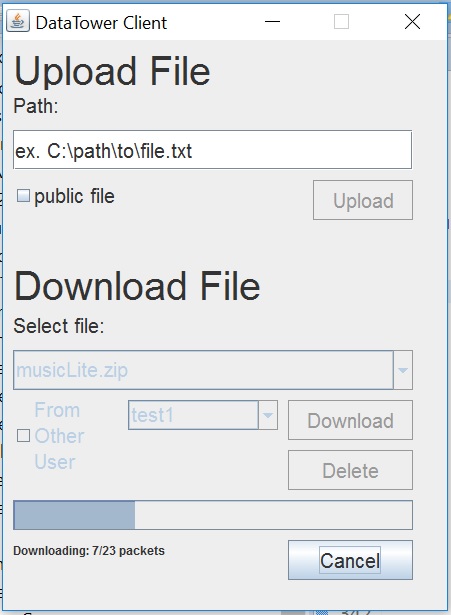 DataTower Client
Upload File
Path:
ex. C:\path\to\file.txt
public file
Upload
Download File
Select file:
musicLite.zip
From
Other
User
test1
Download
Delete
Downloading: 7/23 packets
Cancel